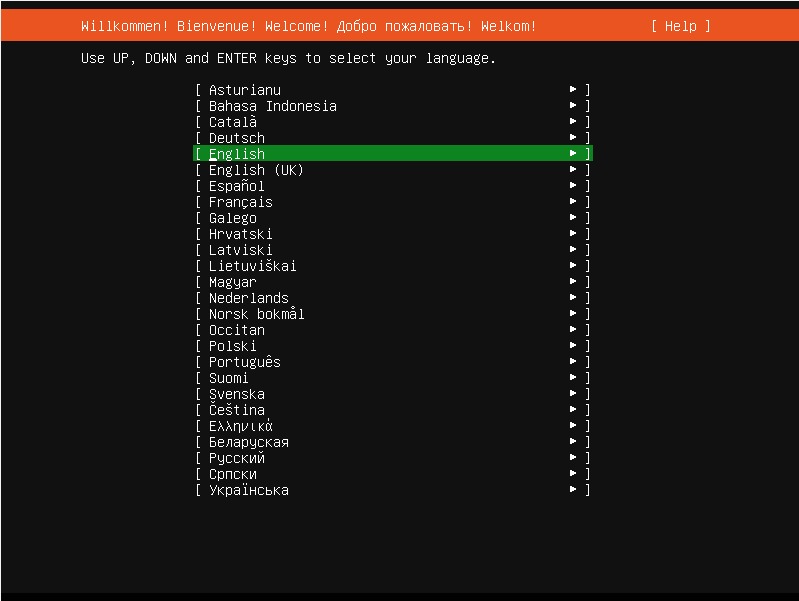 Willkommen! Bienvenue! Welcome! Добро пожаловать! Welkom! [ Help ]
Use UP, DOWN and ENTER keys to select your language.
[ Asturianu ▸ ]
[ Bahasa Indonesia ▸ ]
[ Català ▸ ]
[ Deutsch ▸ ]
[ English ▸ ]
[ English (UK) ▸ ]
[ Español ▸ ]
[ Français ▸ ]
[ Galego ▸ ]
[ Hrvatski ▸ ]
[ Latviski ▸ ]
[ Lietuviškai ▸ ]
[ Magyar ▸ ]
[ Nederlands ▸ ]
[ Norsk bokmål ▸ ]
[ Occitan ▸ ]
[ Polski ▸ ]
[ Português ▸ ]
[ Suomi ▸ ]
[ Svenska ▸ ]
[ Čeština ▸ ]
[ Ελληνικά ▸ ]
[ Беларуская ▸ ]
[ Русский ▸ ]
[ Српски ▸ ]
[ Українська ▸ ]